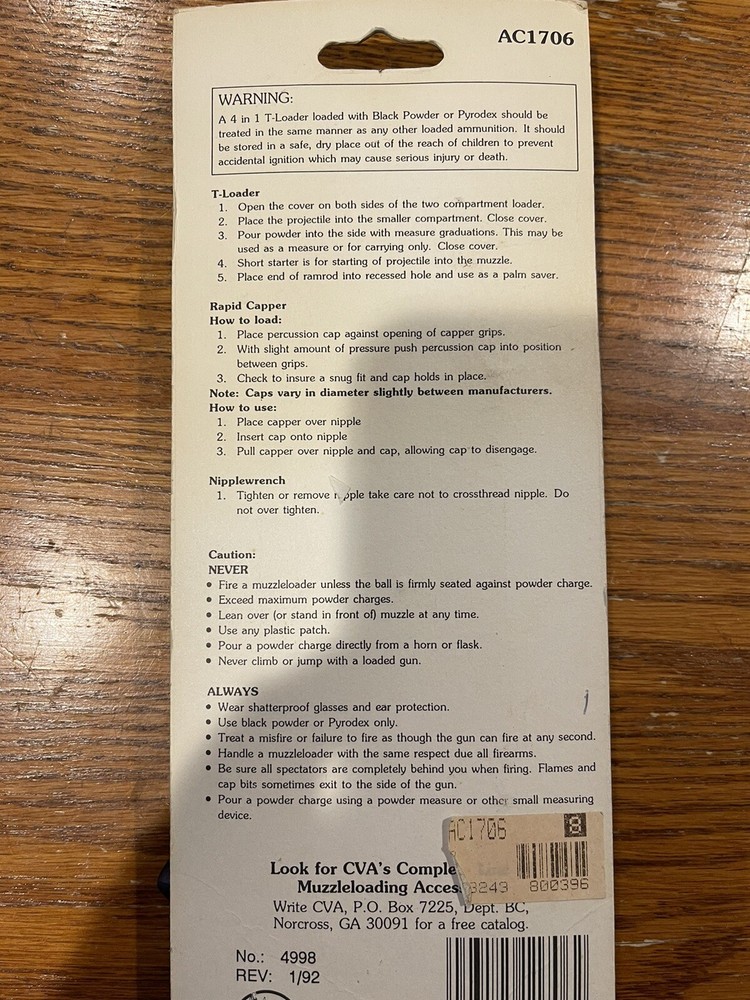 AC1706
WARNING:
A 4 in 1 T-Loader loaded with Black Powder or Pyrodex should be
treated in the same manner as any other loaded ammunition. It should
be stored in a safe, dry place out of the reach of children to prevent
accidental ignition which may cause serious injury or death.
T-Loader
1. Open the cover on both sides of the two compartment loader.
2. Place the projectile into the smaller compartment. Close cover.
3. Pour powder into the side with measure graduations. This may be
used as a measure or for carrying only. Close cover.
4. Short starter is for starting of projectile into the muzzle.
5. Place end of ramrod into recessed hole and use as a palm saver.
Rapid Capper
How to load:
1. Place percussion cap against opening of capper grips.
2. With slight amount of pressure push percussion cap into position
between grips.
3. Check to insure a snug fit and cap holds in place.
Note: Caps vary in diameter slightly between manufacturers.
How to use:
1. Place capper over nipple
2. Insert cap onto nipple
3. Pull capper over nipple and cap, allowing cap to disengage.
Nipplewrench
1. Tighten or remove nipple take care not to crossthread nipple. Do
not over tighten.
Caution:
NEVER
• Fire a muzzleloader unless the ball is firmly seated against powder charge.
• Exceed maximum powder charges.
• Lean over (or stand in front of) muzzle at any time.
• Use any plastic patch.
• Pour a powder charge directly from a horn or flask.
• Never climb or jump with a loaded gun.
ALWAYS
• Wear shatterproof glasses and ear protection.
• Use black powder or Pyrodex only.
• Treat a misfire or failure to fire as though the gun can fire at any second.
• Handle a muzzleloader with the same respect due all firearms.
• Be sure all spectators are completely behind you when firing. Flames and
cap bits sometimes exit to the side of the gun.
• Pour a powder charge using a powder measure or other small measuring
device.
AC1706 8
3243 800396
Look for CVA's Comple
Muzzleloading Acces
Write CVA, P.O. Box 7225, Dept. BC,
Norcross, GA 30091 for a free catalog.
No.: 4998
REV: 1/92